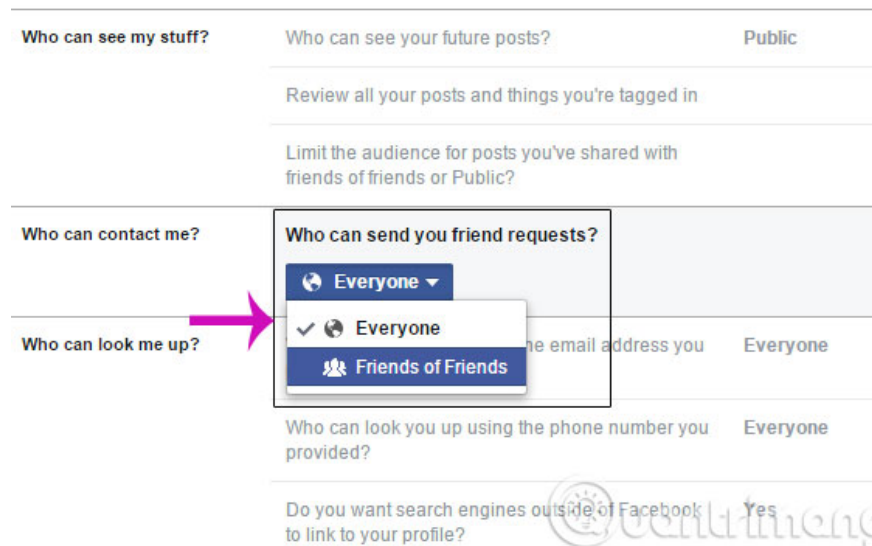 Who can see my stuff? Who can see your future posts? Public
Review all your posts and things you're tagged in
Limit the audience for posts you've shared with
friends of friends or Public?
Who can contact me? Who can send you friend requests?
Everyone
Everyone
Who can look me up? he email address you Everyone
Friends of Friends
Who can look you up using the phone number you Everyone
provided?
Do you want search engines outside of Facebook Yes
to link to your profile?
uantrimang